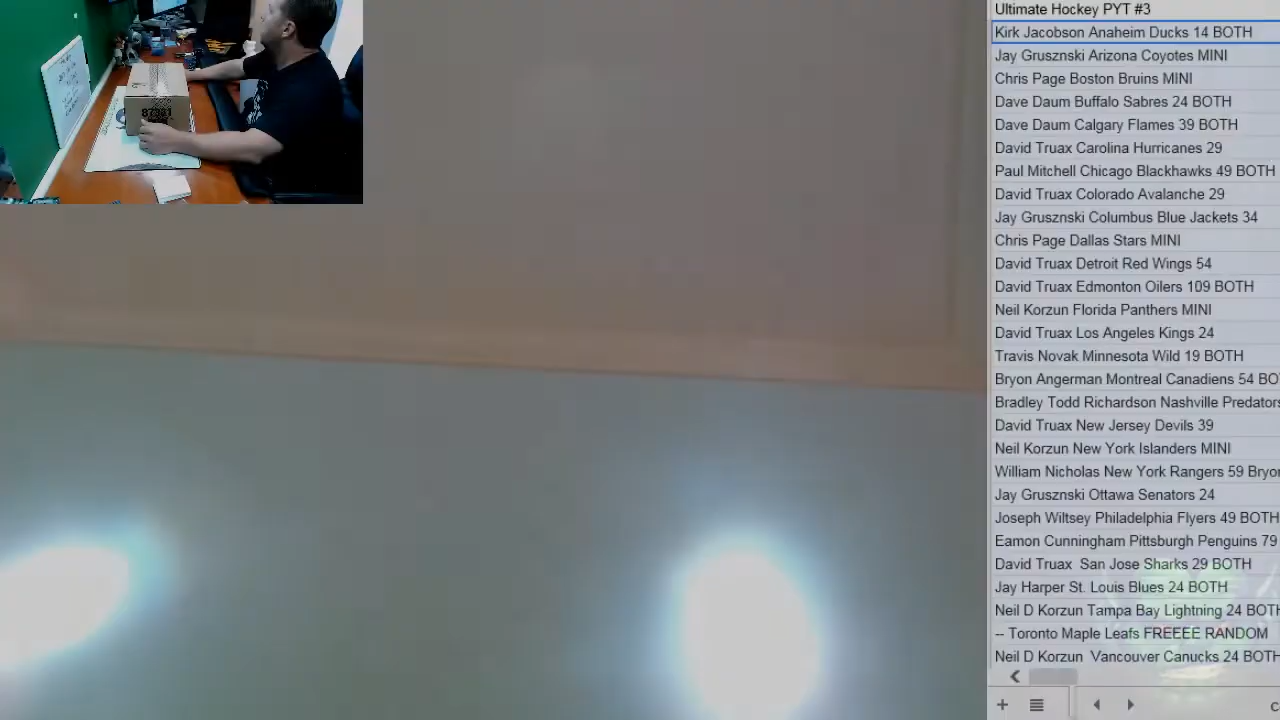 Ultimate Hockey PYT #3
Kirk Jacobson Anaheim Ducks 14 BOTH
Jay Grusznski Arizona Coyotes MINI
Chris Page Boston Bruins MINI
Dave Daum Buffalo Sabres 24 BOTH
Dave Daum Calgary Flames 39 BOTH
David Truax Carolina Hurricanes 29
Paul Mitchell Chicago Blackhawks 49 BOTH
David Truax Colorado Avalanche 29
Jay Grusznski Columbus Blue Jackets 34
Chris Page Dallas Stars MINI
David Truax Detroit Red Wings 54
David Truax Edmonton Oilers 109 BOTH
Neil Korzun Florida Panthers MINI
David Truax Los Angeles Kings 24
Travis Novak Minnesota Wild 19 BOTH
Bryon Angerman Montreal Canadiens 54 BO
Bradley Todd Richardson Nashville Predators
David Truax New Jersey Devils 39
Neil Korzun New York Islanders MINI
William Nicholas New York Rangers 59 Bryo
Jay Grusznski Ottawa Senators 24
Joseph Wiltsey Philadelphia Flyers 49 BOTH
Eamon Cunningham Pittsburgh Penguins 79
David Truax San Jose Sharks 29 BOTH
Jay Harper St. Louis Blues 24 BOTH
Neil D Korzun Tampa Bay Lightning 24 BOTH
-- Toronto Maple Leafs FREEEE RANDOM
Neil D Korzun Vancouver Canucks 24 BOTH